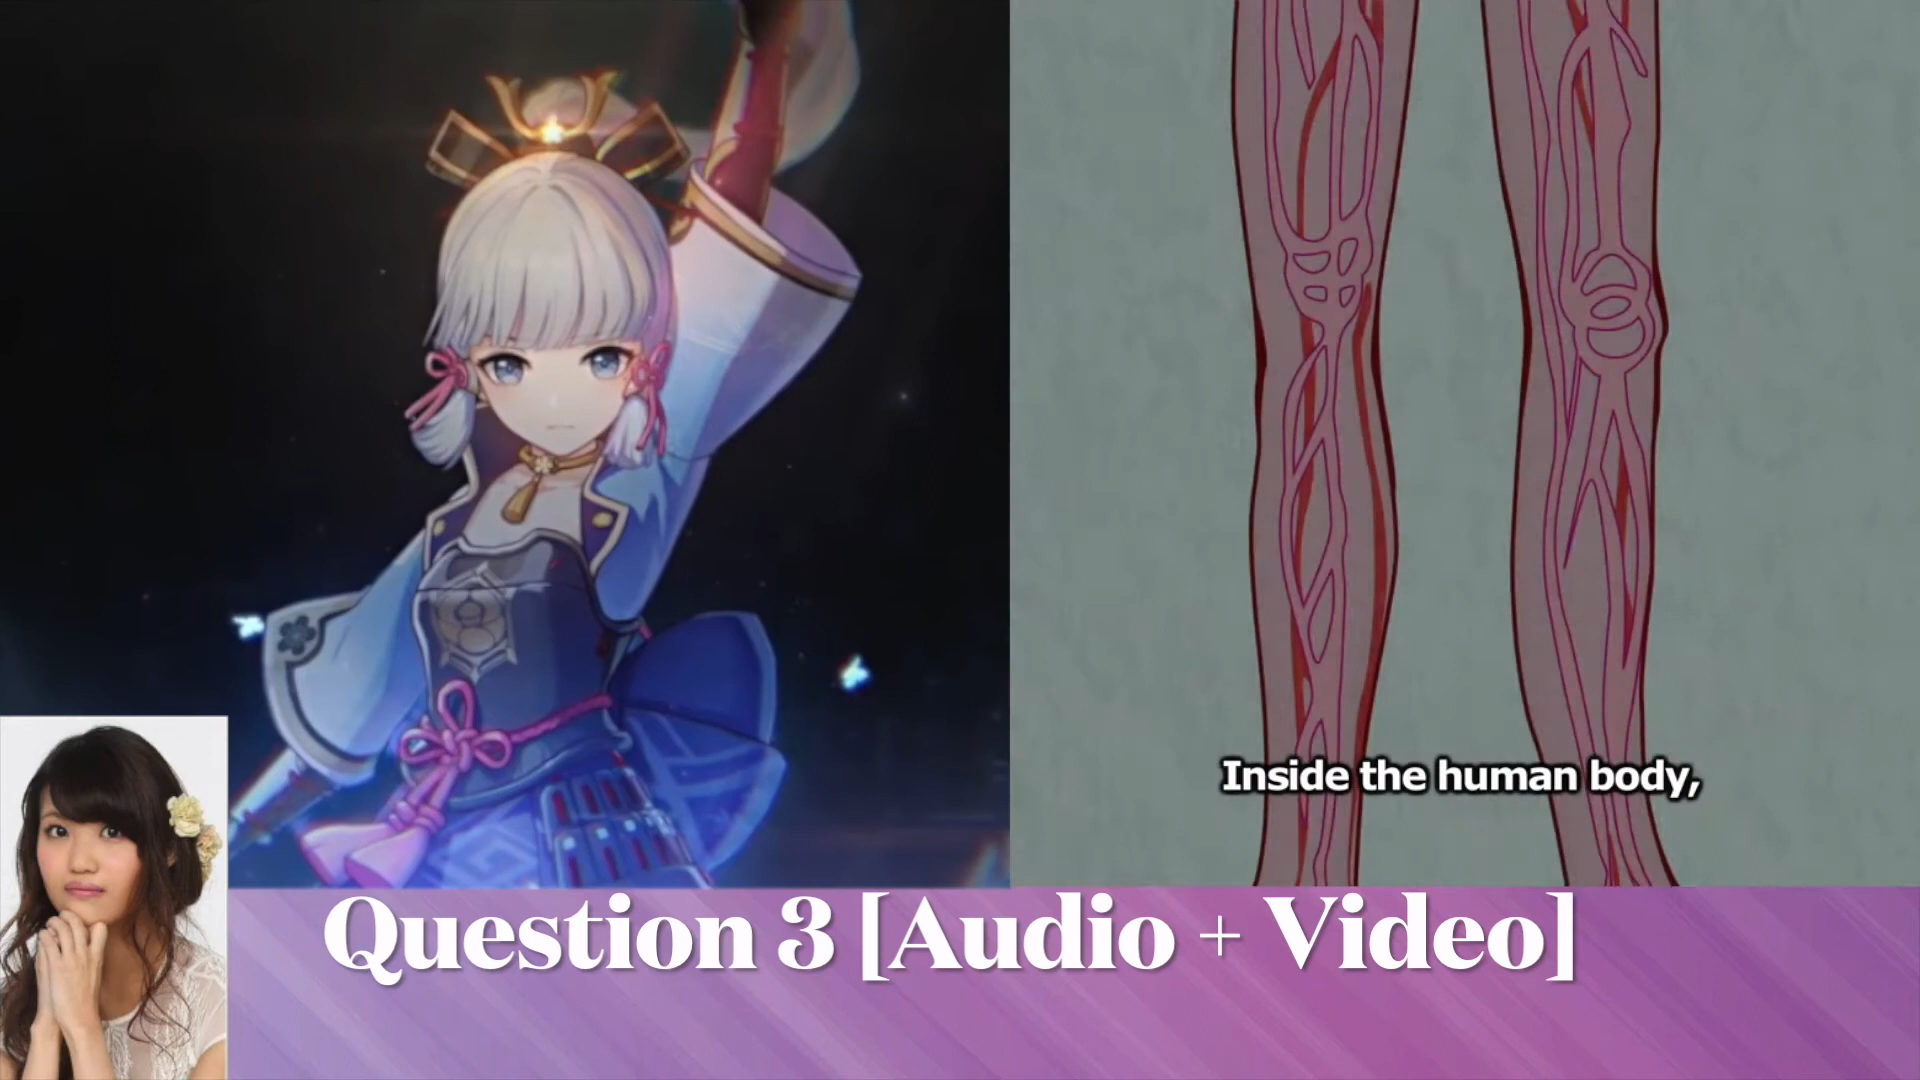 Inside the human body,
Question 3 [Audio + Video]